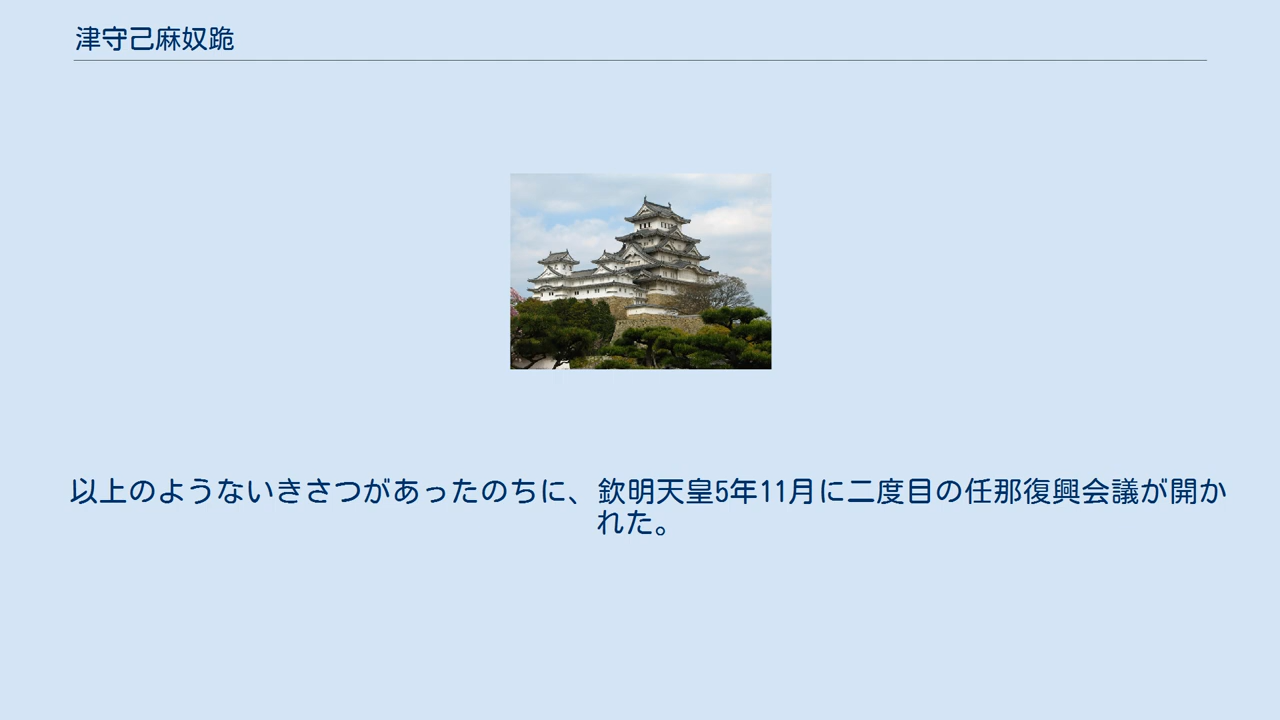 津守己麻奴跪
以上のようないきさつがあったのちに、欽明天皇5年11月に二度目の任那復興会議が開か
れた。